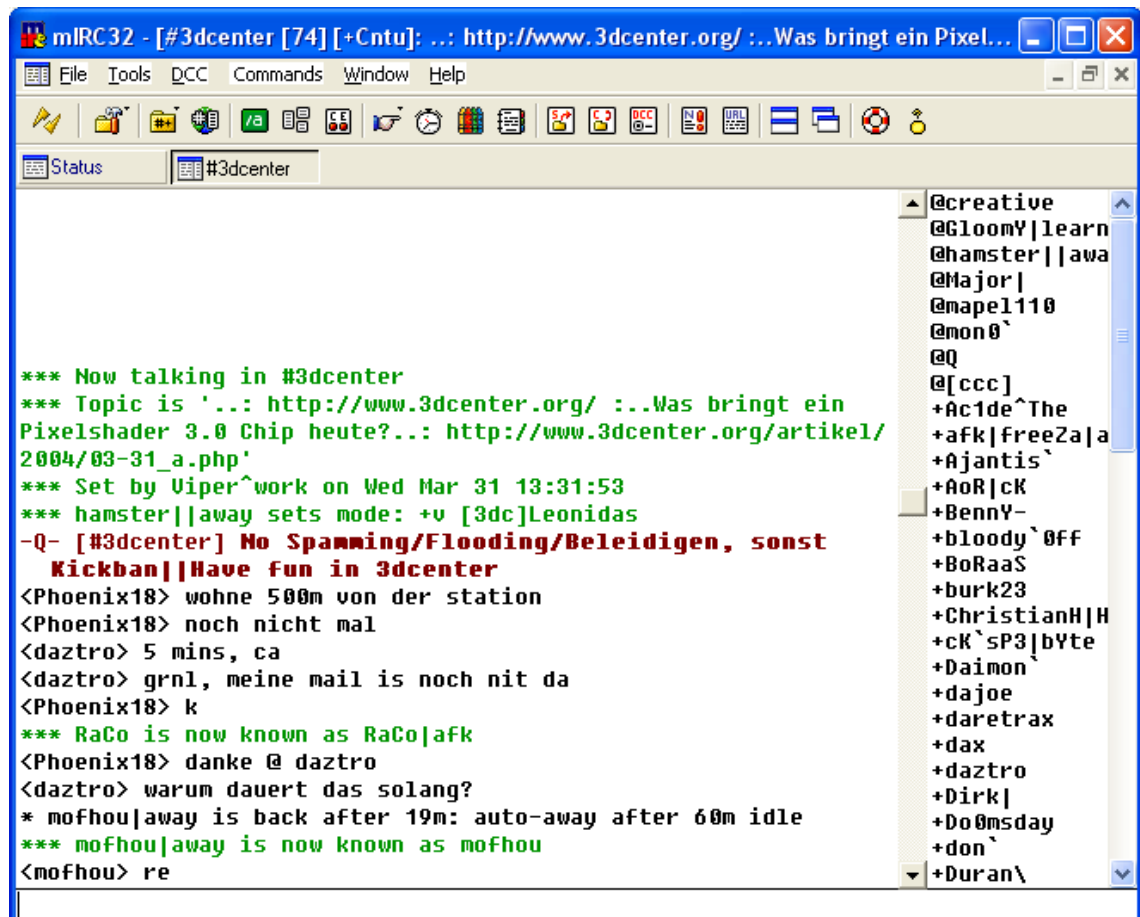 mIRC32 - [#3dcenter [74] [+Cntu]: ..: http://www.3dcenter.org/ :..Was bringt ein Pixel...
File Tools DCC Commands Window Help
Status #3dcenter
*** Now talking in #3dcenter
*** Topic is '..: http://www.3dcenter.org/ :..Was bringt ein
Pixelshader 3.0 Chip heute?..: http://www.3dcenter.org/artikel/
2004/03-31_a.php'
*** Set by Viper^work on Wed Mar 31 13:31:53
*** hamster||away sets mode: +v [3dc]Leonidas
-Q- [#3dcenter] No Spamming/Flooding/Beleidigen, sonst
Kickban||Have fun in 3dcenter
<Phoenix18> wohne 500m von der station
<Phoenix18> noch nicht mal
<daztro> 5 mins, ca
<daztro> grnl, meine mail is noch nit da
<Phoenix18> k
*** RaCo is now known as RaCo|afk
<Phoenix18> danke @ daztro
<daztro> warum dauert das solang?
* mofhou|away is back after 19m: auto-away after 60m idle
*** mofhou|away is now known as mofhou
<mofhou> re
@creative
@GloomY|learn
@hamster||awa
@Major|
@mapel110
@mon0`
@Q
@[ccc]
+Ac1de^The
+afk|freeZa|a
+Ajantis`
+AoR|cK
+BennY-
+bloody`0ff
+BoRaaS
+burk23
+ChristianH|H
+cK`sP3|bYte
+Daimon`
+dajoe
+daretrax
+dax
+daztro
+Dirk|
+Do0msday
+don`
+Duran\